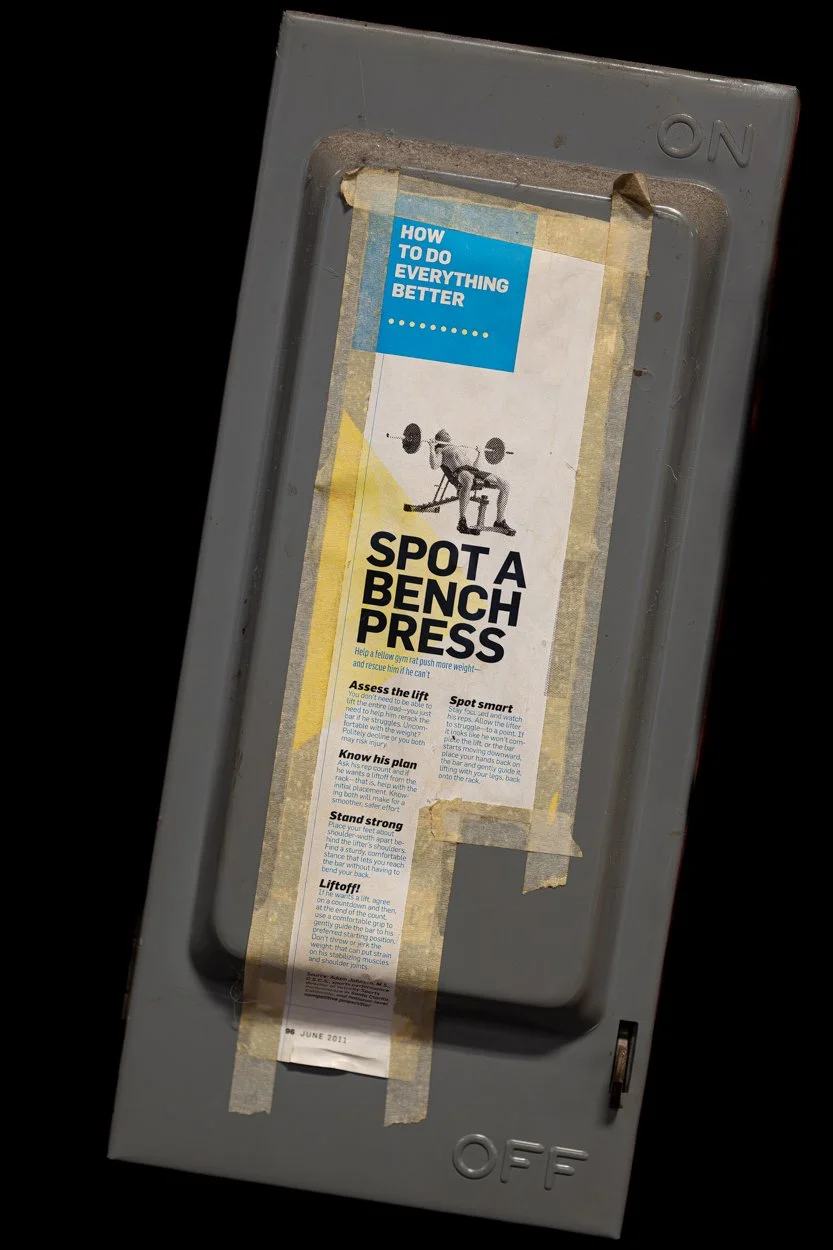 ON
HOW
TO DO
EVERYTHING
BETTER
SPOT A
BENCH
PRESS
Help a fellow gym rat push more weight—
and rescue him if he can't
Assess the lift
You don't need to be able to
lift the entire load—you just
need to help him rerack the
bar if he struggles. Uncom-
fortable with the weight?
Politely decline or you both
may risk injury.
Know his plan
Ask his rep count and if
he wants a liftoff from the
rack—that is, help with the
initial placement. Know-
ing both will make for a
smoother, safer effort.
Stand strong
Place your feet about
shoulder-width apart be-
hind the lifter's shoulders.
Find a sturdy, comfortable
stance that lets you reach
the bar without having to
bend your back.
Liftoff!
If he wants a lift, agree
on a countdown and then,
at the end of the count,
use a comfortable grip to
gently guide the bar to his
preferred starting position.
Don't throw or jerk the
weight; that can put strain
on his stabilizing muscles
and shoulder joints.
Source: Adam
C.S.C.S., sports performance
director of Velocity Sports
competitive powerlifter
Spot smart
Stay focused and watch
his reps. Allow the lifter
to struggle—to a point. If
it looks like he won't com-
plete the lift, or the bar
starts moving downward,
place your hands back on
the bar and gently guide it,
lifting with your legs, back
onto the rack.
96 JUNE 2011
OFF